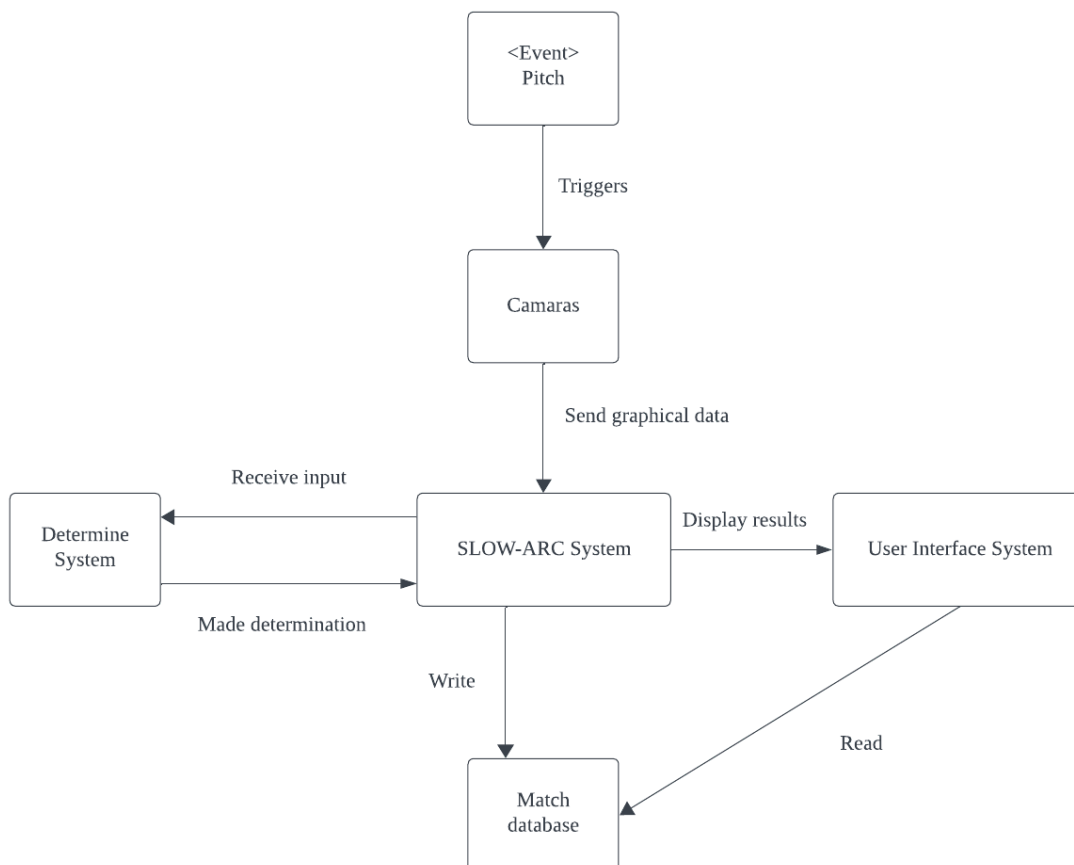 <Event>
Pitch
Triggers
Camaras
Send graphical data
Receive input
Determine
System
SLOW-ARC System
Display results
User Interface System
Made determination
Write
Read
Match
database